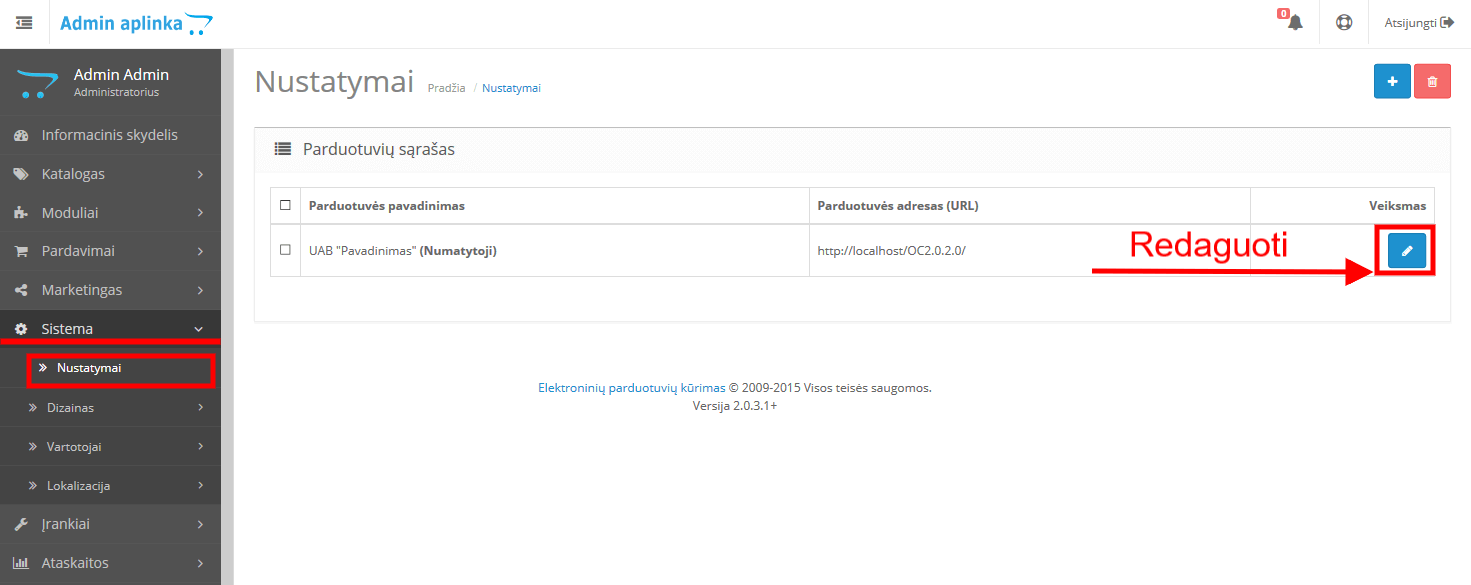 Admin aplinka
0
Atsijungti
Admin Admin
Administratorius
Informacinis skydelis
Katalogas
Moduliai
Pardavimai
Marketingas
Sistema
Nustatymai
Dizainas
Vartotojai
Lokalizacija
Įrankiai
Ataskaitos
Nustatymai
Pradžia / Nustatymai
Parduotuvių sąrašas
Parduotuvės pavadinimas Parduotuvės adresas (URL) Veiksmas
UAB "Pavadinimas" (Numatytoji) http://localhost/OC2.0.2.0/
Redaguoti
Elektroninių parduotuvių kūrimas © 2009-2015 Visos teisės saugomos.
Versija 2.0.3.1+